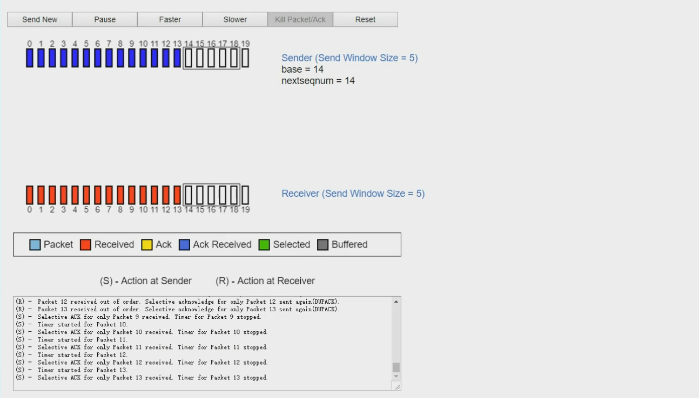 Send New Pause Faster Slower Kill Packet/Ack Reset
0 1 2 3 4 5 6 7 8 9 10 11 12 13 14 15 16 17 18 19
Sender (Send Window Size = 5)
base = 14
nextseqnum = 14
Receiver (Send Window Size = 5)
0 1 2 3 4 5 6 7 8 9 10 11 12 13 14 15 16 17 18 19
Packet Received Ack Ack Received Selected Buffered
(S) - Action at Sender (R) - Action at Receiver
(R) - Packet 12 received out of order. Selective acknowledge for only Packet 12 sent again(DUPACK).
(R) - Packet 13 received out of order. Selective acknowledge for only Packet 13 sent again(DUPACK)
(S) - Selective ACK for only Packet 9 received. Timer for Packet 9 stopped.
(S) - Timer started for Packet 10.
(S) - Selective ACK for only Packet 10 received. Timer for Packet 10 stopped
(S) - Timer started for Packet 11.
(S) - Selective ACK for only Packet 11 received. Timer for Packet 11 stopped.
(S) - Timer started for Packet 12.
(S) - Selective ACK for only Packet 12 received. Timer for Packet 12 stopped
(S) - Timer started for Packet 13.
(S) - Selective ACK for only Packet 13 received. Timer for Packet 13 stopped